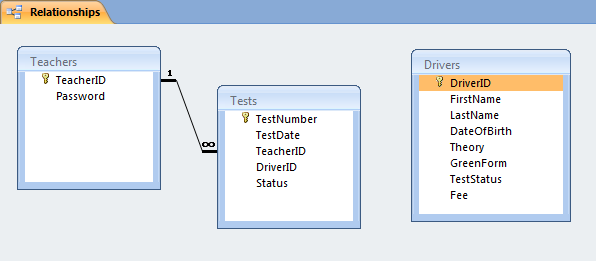 Relationships
Teachers
TeacherID
Password
1
∞
Tests
TestNumber
TestDate
TeacherID
DriverID
Status
Drivers
DriverID
FirstName
LastName
DateOfBirth
Theory
GreenForm
TestStatus
Fee